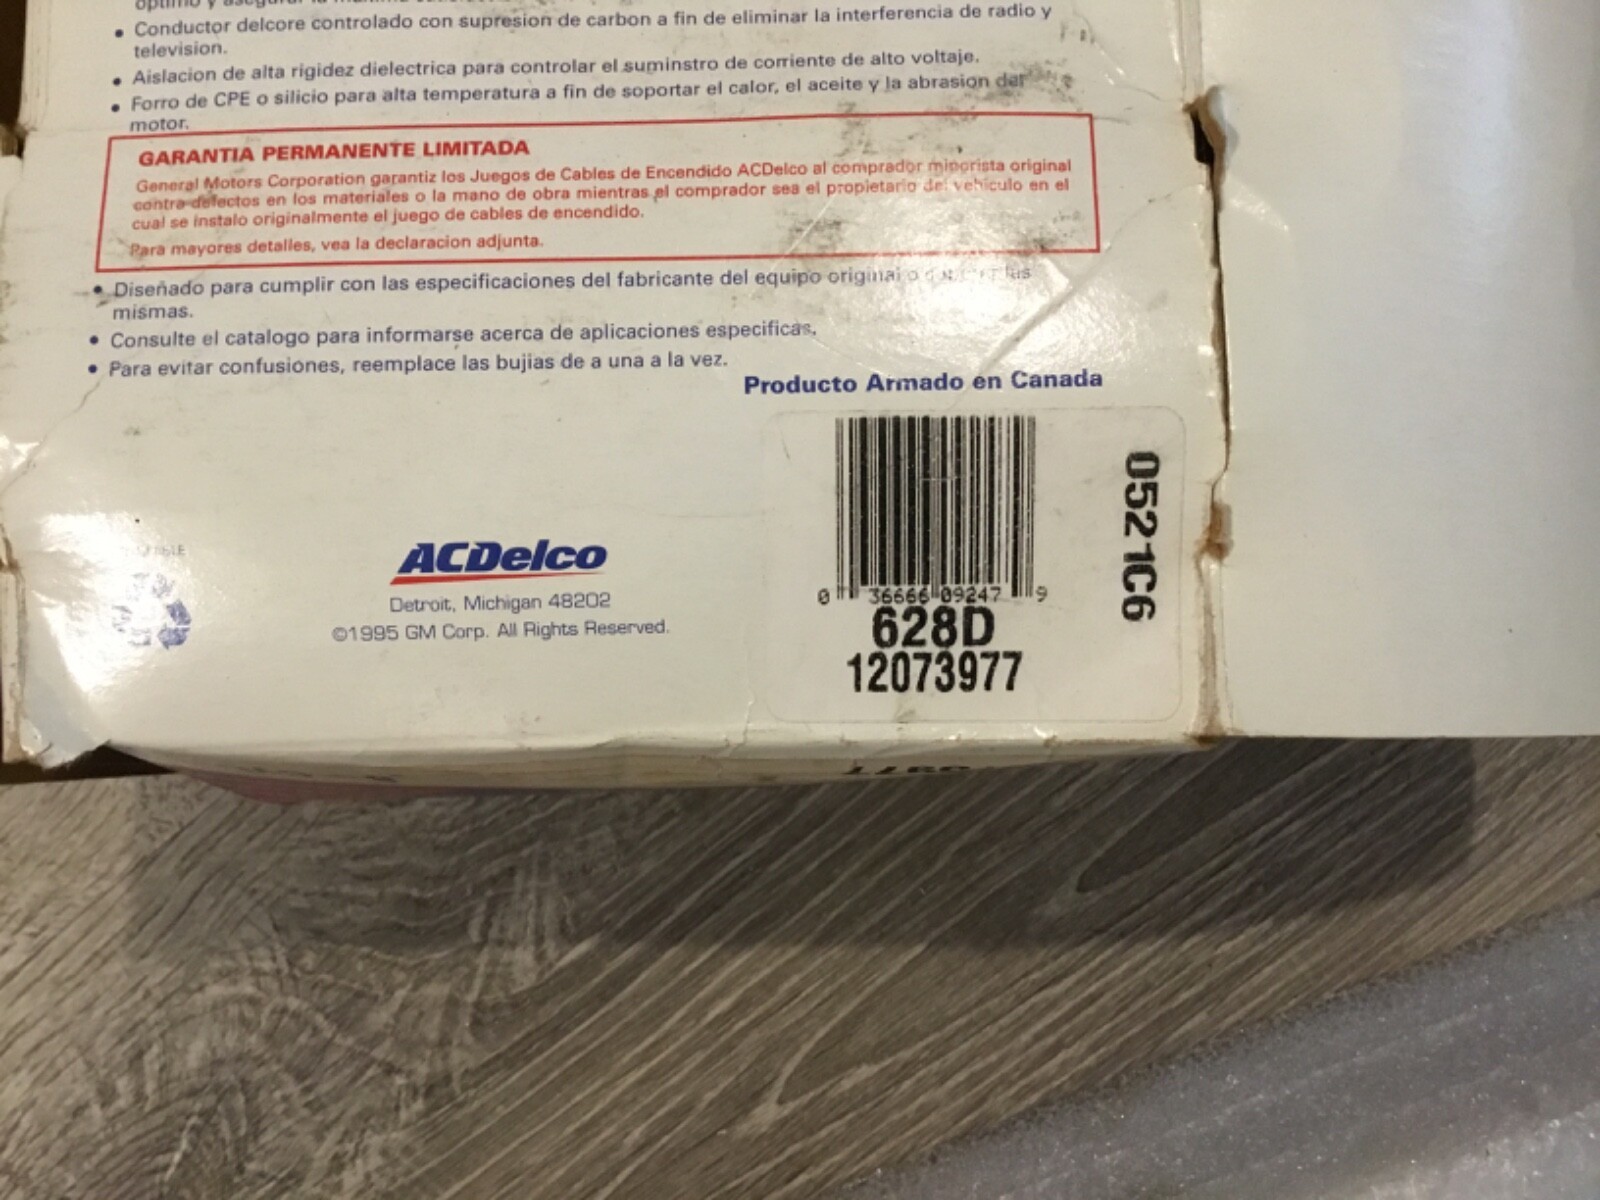 optimo y asegurar la
• Conductor delcore controlado con supresion de carbon a fin de eliminar la interferencia de radio y
television.
• Aislacion de alta rigidez dielectrica para controlar el suminstro de corriente de alto voltaje.
• Forro de CPE o silicio para alta temperatura a fin de soportar el calor, el aceite y la abrasion del
motor.
GARANTIA PERMANENTE LIMITADA
General Motors Corporation garantiz los Juegos de Cables de Encendido ACDelco al comprador minorista original
contra defectos en los materiales o la mano de obra mientras el comprador sea el propietario del vehiculo en el
cual se instalo originalmente el juego de cables de encendido.
Para mayores detalles, vea la declaracion adjunta.
• Diseñado para cumplir con las especificaciones del fabricante del equipo original o las
mismas.
• Consulte el catalogo para informarse acerca de aplicaciones especificas.
• Para evitar confusiones, reemplace las bujias de a una a la vez.
Producto Armado en Canada
ACDelco
Detroit, Michigan 48202
©1995 GM Corp. All Rights Reserved.
0 36666 09247 9
628D
12073977
0521C6